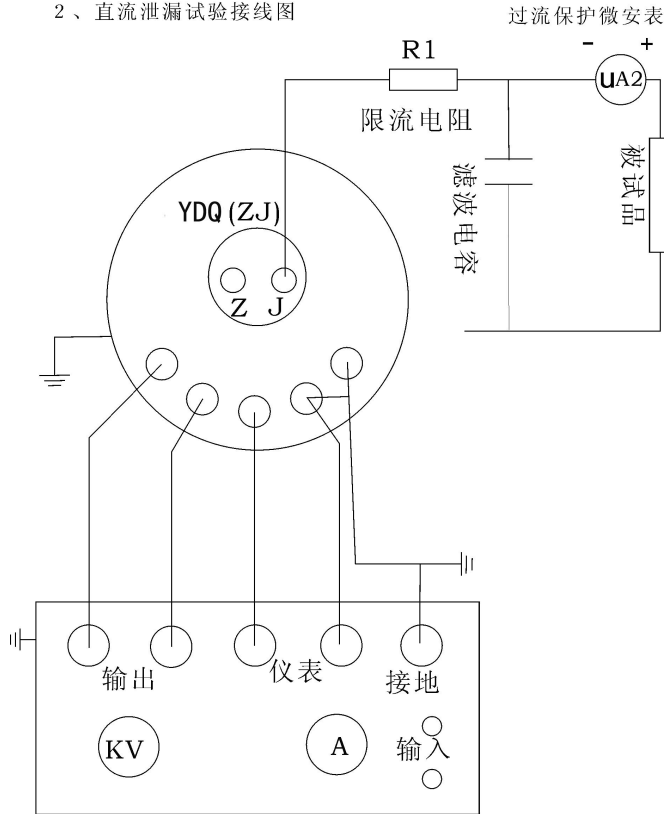 2、直流泄漏试验接线图
过流保护微安表
- +
R1
uA2
限流电阻
滤波电容
被试品
YDQ(ZJ)
Z J
输出
仪表
接地
KV
A
输入